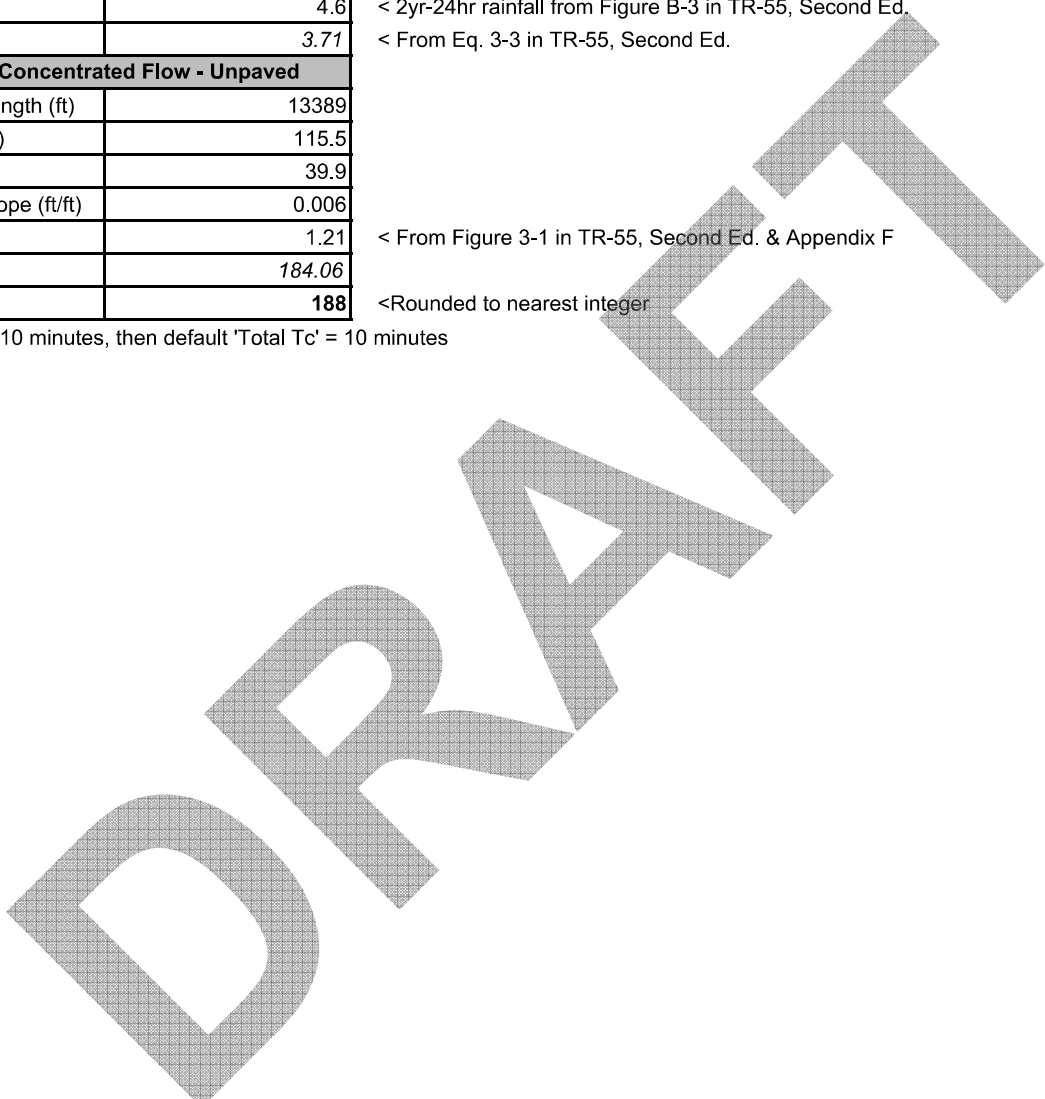 4.6 < 2yr-24hr rainfall from Figure B-3 in TR-55, Second Ed.
3.71 < From Eq. 3-3 in TR-55, Second Ed.
Concentrated Flow - Unpaved
ngth (ft) 13389
) 115.5
39.9
ope (ft/ft) 0.006
1.21 < From Figure 3-1 in TR-55, Second Ed. & Appendix F
184.06
188 <Rounded to nearest integer
10 minutes, then default 'Total Tc' = 10 minutes
DRAFT